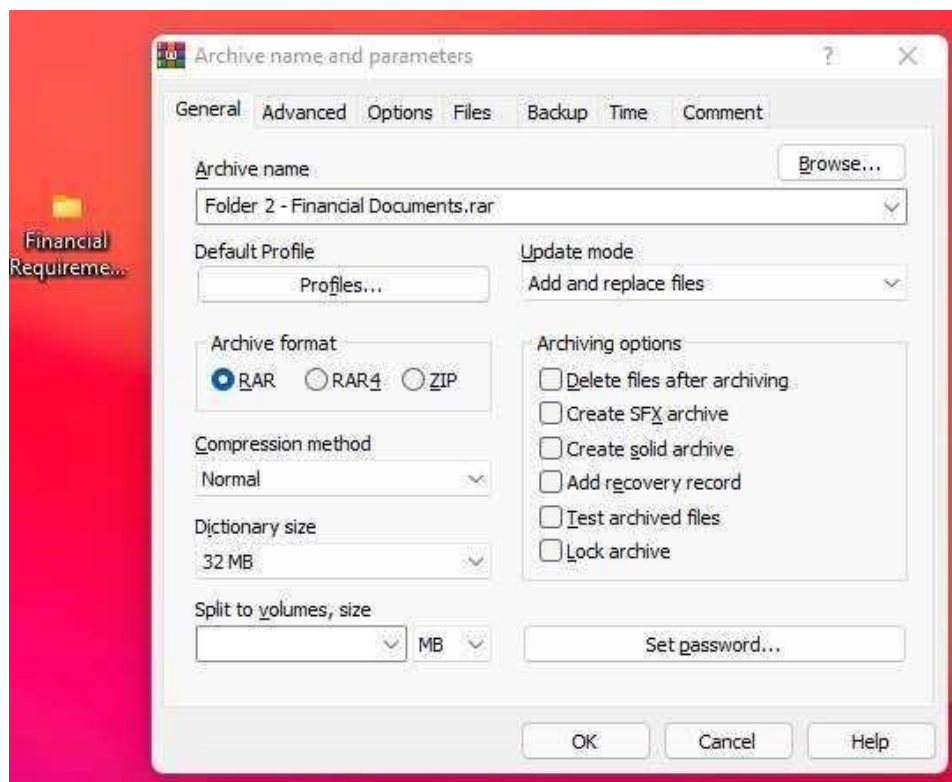 Archive name and parameters
?
General Advanced Options Files Backup Time Comment
Archive name
Browse...
Folder 2 - Financial Documents.rar
Financial
Requireme...
Default Profile
Profiles...
Update mode
Add and replace files
Archive format
RAR RAR4 ZIP
Compression method
Normal
Dictionary size
32 MB
Split to volumes, size
MB
Archiving options
Delete files after archiving
Create SFX archive
Create solid archive
Add recovery record
Test archived files
Lock archive
Set password...
OK Cancel Help